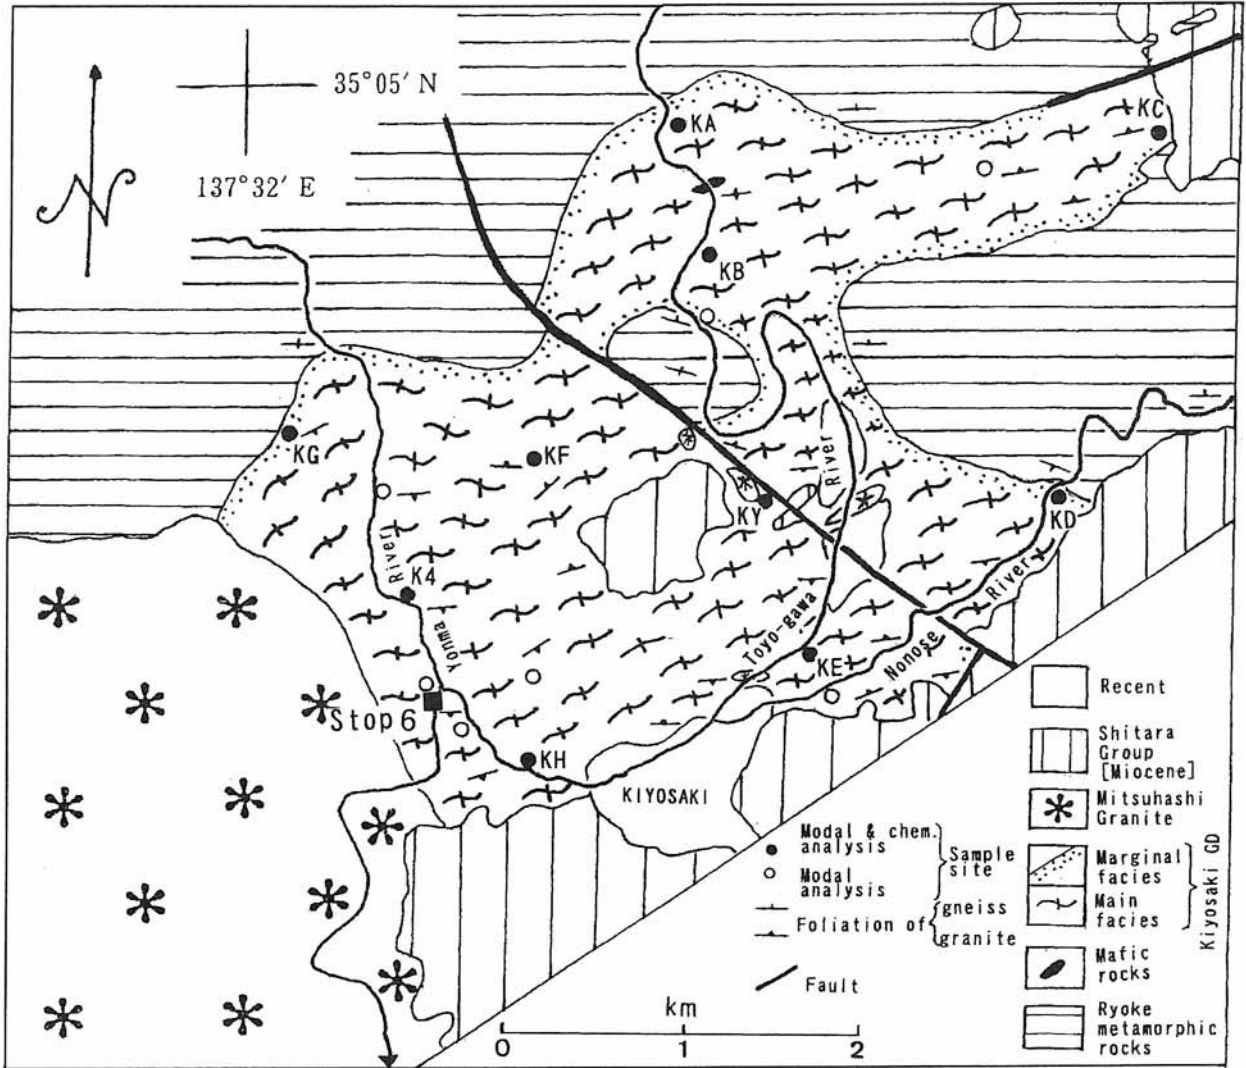 35°05′ N
137°32′ E
N
KA
KC
KB
KG
KF
KY
KD
River
River
K4
Yonma
Toyo-gawa
River
Nonose
KE
Stop 6
KH
KIYOSAKI
Recent
Shitara
Group
[Miocene]
Mitsuhashi
Granite
Marginal
facies
Main
facies
Kiyosaki GD
Mafic
rocks
Ryoke
metamorphic
rocks
Modal & chem.
analysis
Modal
analysis
Sample
site
Foliation of
gneiss
granite
Fault
km
0 1 2